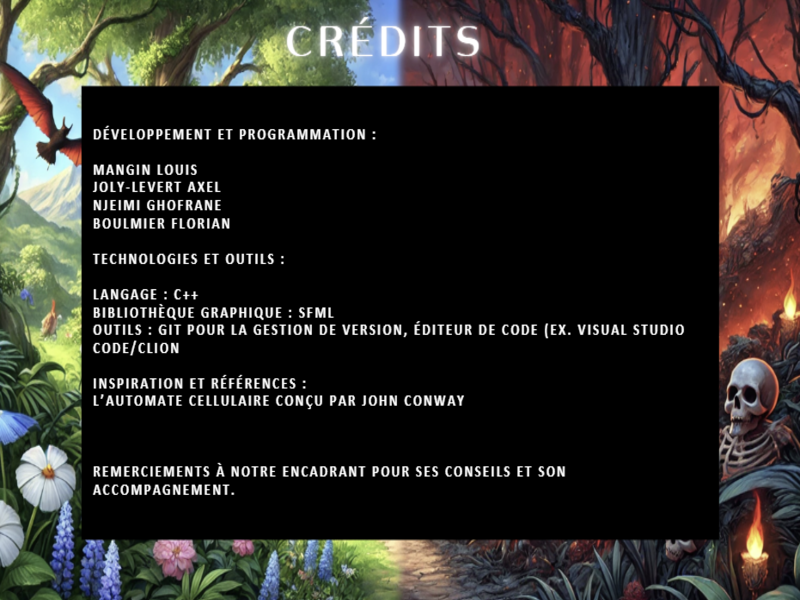 CRÉDITS
DÉVELOPPEMENT ET PROGRAMMATION :
MANGIN LOUIS
JOLY-LEVERT AXEL
NJEIMI GHOFRANE
BOULMIER FLORIAN
TECHNOLOGIES ET OUTILS :
LANGAGE : C++
BIBLIOTHÈQUE GRAPHIQUE : SFML
OUTILS : GIT POUR LA GESTION DE VERSION, ÉDITEUR DE CODE (EX. VISUAL STUDIO
CODE/CLION
INSPIRATION ET RÉFÉRENCES :
L’AUTOMATE CELLULAIRE CONÇU PAR JOHN CONWAY
REMERCIEMENTS À NOTRE ENCADRANT POUR SES CONSEILS ET SON
ACCOMPAGNEMENT.